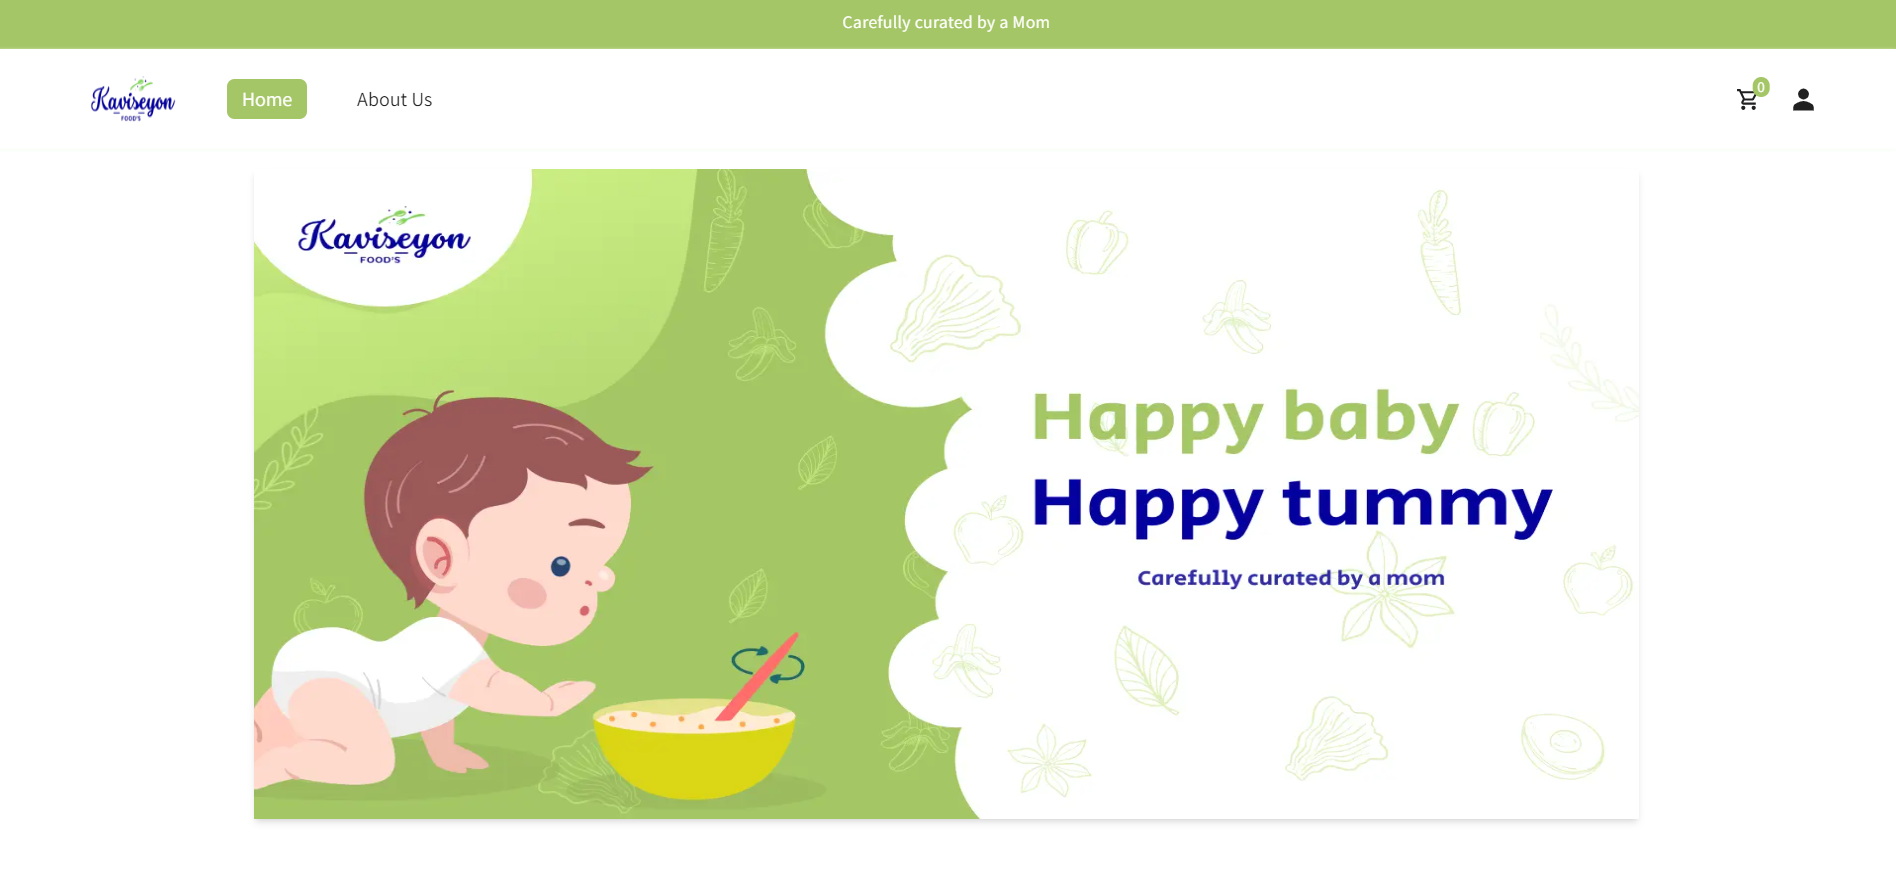 Carefully curated by a Mom
Kaviseyon
FOOD'S
Home
About Us
0
Kaviseyon
FOOD'S
Happy baby
Happy tummy
Carefully curated by a mom